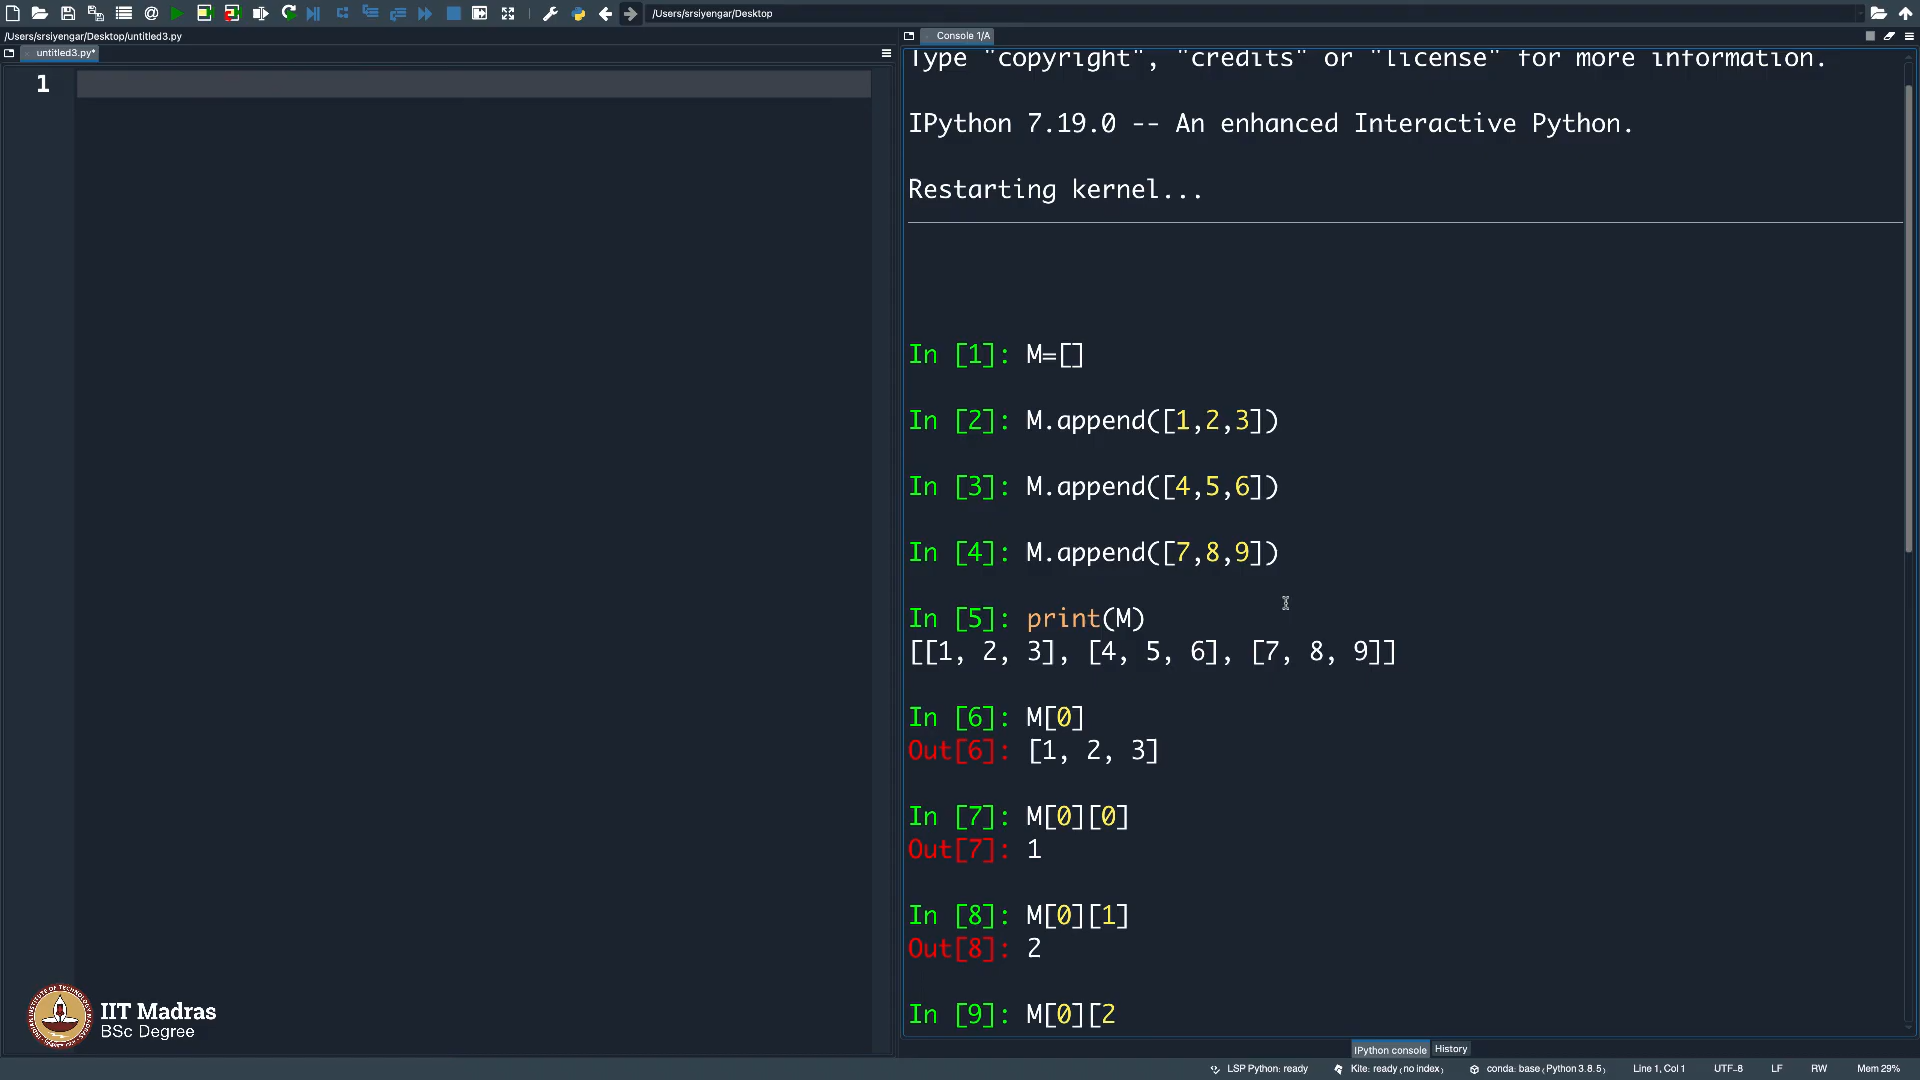 /Users/srsiyengar/Desktop
/Users/srsiyengar/Desktop/untitled3.py
untitled3.py*
1
Console 1/A
Type "copyright", "credits" or "license" for more information.
IPython 7.19.0 -- An enhanced Interactive Python.
Restarting kernel...
In [1]: M=[]
In [2]: M.append([1,2,3])
In [3]: M.append([4,5,6])
In [4]: M.append([7,8,9])
In [5]: print(M)
[[1, 2, 3], [4, 5, 6], [7, 8, 9]]
In [6]: M[0]
Out[6]: [1, 2, 3]
In [7]: M[0][0]
Out[7]: 1
In [8]: M[0][1]
Out[8]: 2
In [9]: M[0][2
IIT Madras
BSc Degree
IPython console History
LSP Python: ready Kite: ready (no index) conda: base (Python 3.8.5) Line 1, Col 1 UTF-8 LF RW Mem 29%